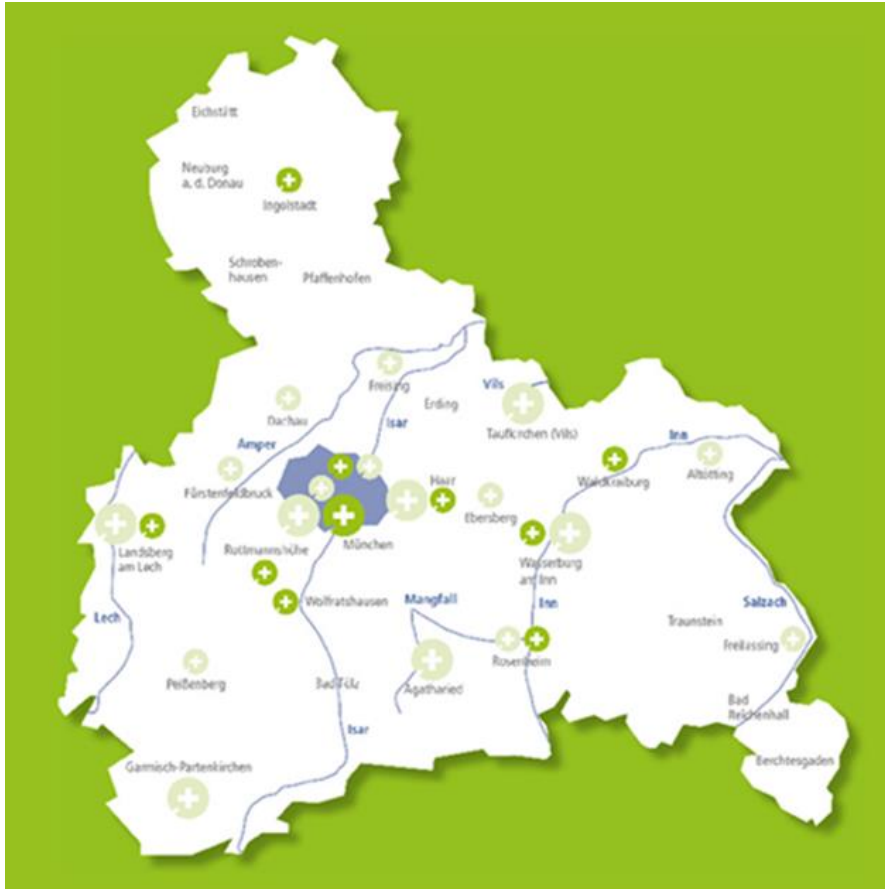 Eichstätt
Neuburg
a. d. Donau
Ingolstadt
Schroben-
hausen
Pfaffenhofen
Freising
Vils
Dachau
Erding
Isar
Taufkirchen (Vils)
Amper
Inn
Altötting
Fürstenfeldbruck
Haar
Waldkraiburg
Ebersberg
Landsberg
am Lech
Rottmannshöhe
München
Wasserburg
am Inn
Lech
Wolfratshausen
Mangfall
Inn
Salzach
Traunstein
Freilassing
Rosenheim
Peißenberg
Bad Tölz
Agatharied
Bad
Reichenhall
Isar
Garmisch-Partenkirchen
Berchtesgaden